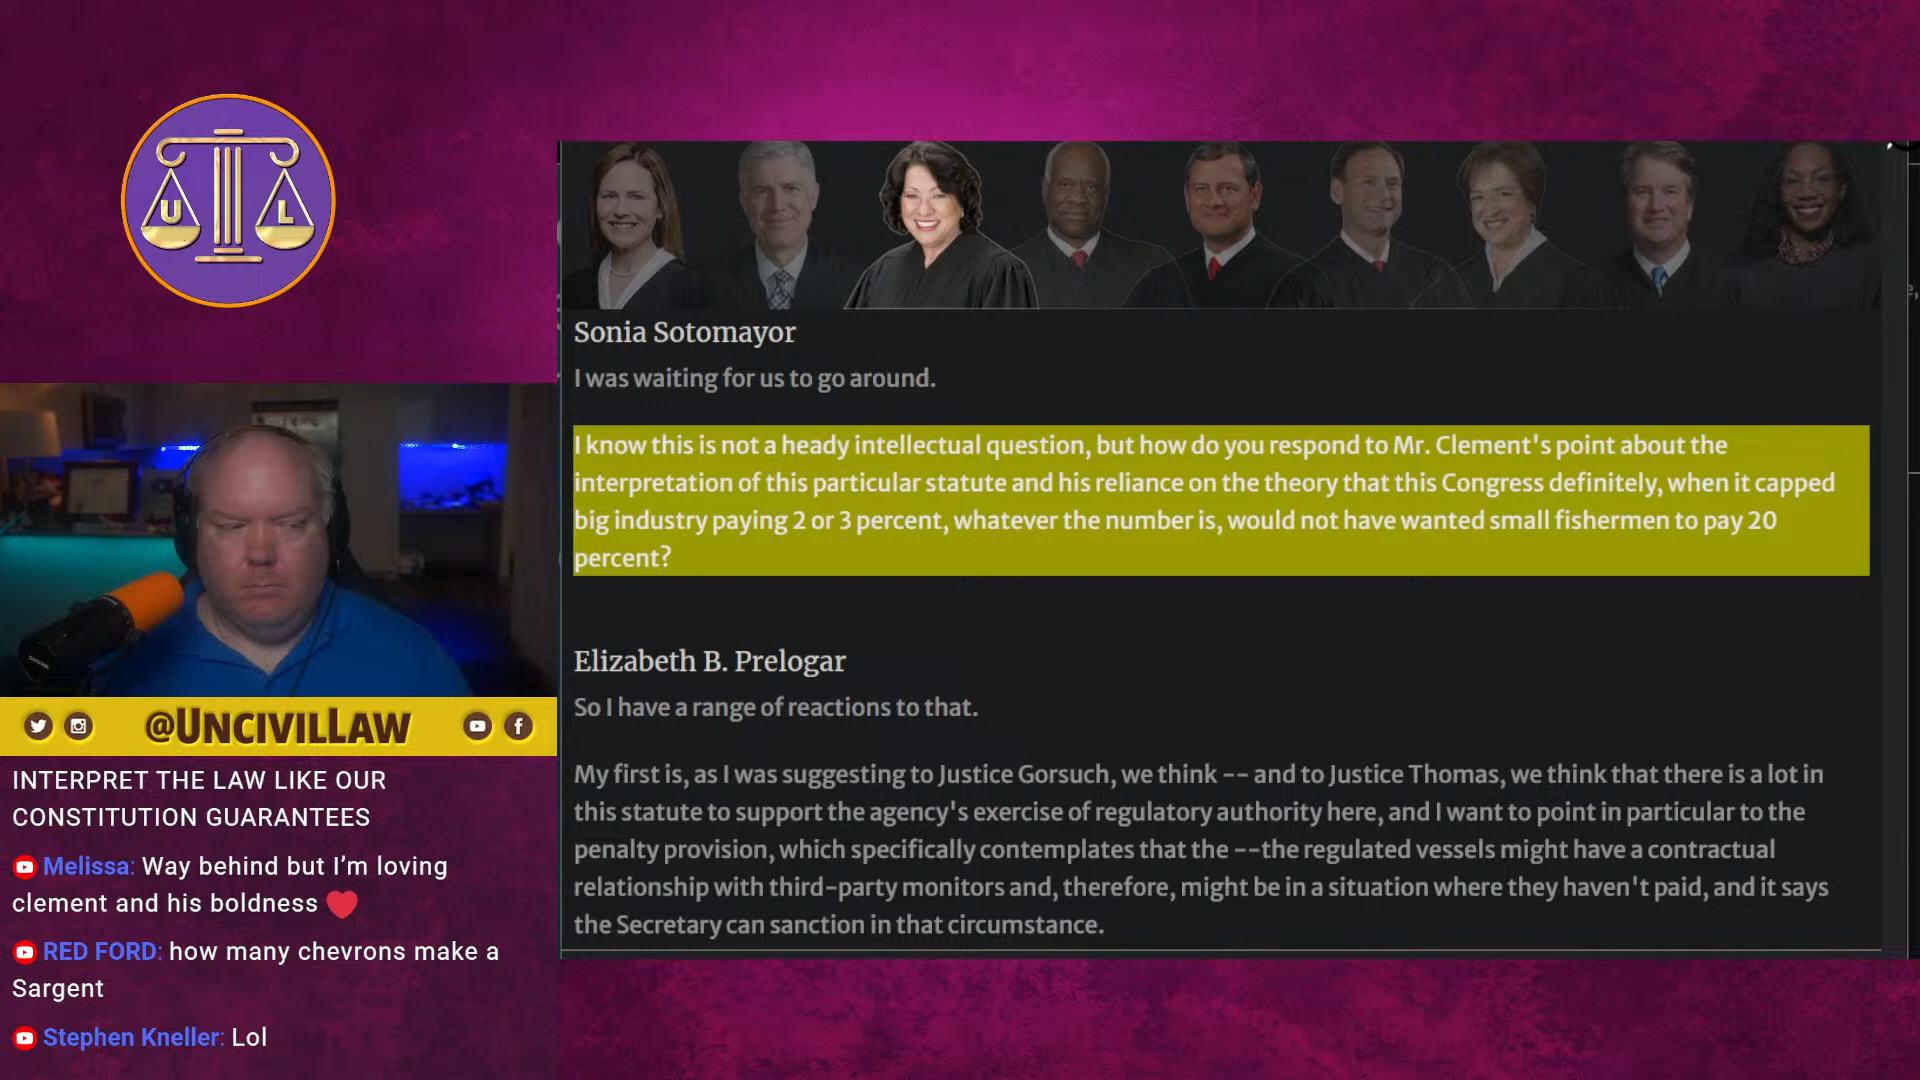 U L
Sonia Sotomayor
I was waiting for us to go around.
I know this is not a heady intellectual question, but how do you respond to Mr. Clement's point about the
interpretation of this particular statute and his reliance on the theory that this Congress definitely, when it capped
big industry paying 2 or 3 percent, whatever the number is, would not have wanted small fishermen to pay 20
percent?
Elizabeth B. Prelogar
So I have a range of reactions to that.
My first is, as I was suggesting to Justice Gorsuch, we think -- and to Justice Thomas, we think that there is a lot in
this statute to support the agency's exercise of regulatory authority here, and I want to point in particular to the
penalty provision, which specifically contemplates that the --the regulated vessels might have a contractual
relationship with third-party monitors and, therefore, might be in a situation where they haven't paid, and it says
the Secretary can sanction in that circumstance.
@UNCIVILLAW
INTERPRET THE LAW LIKE OUR
CONSTITUTION GUARANTEES
Melissa: Way behind but I’m loving
clement and his boldness ❤
RED FORD: how many chevrons make a
Sargent
Stephen Kneller: Lol